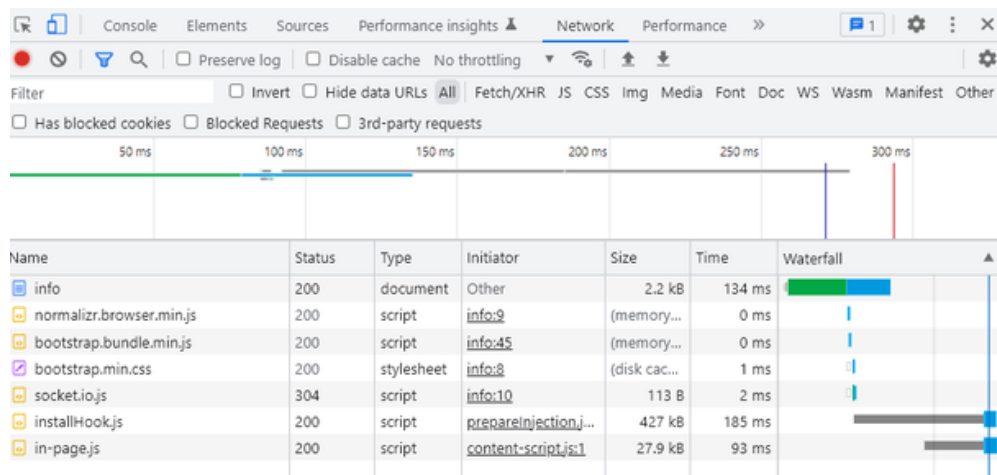 Console Elements Sources Performance insights Network Performance » 1
Preserve log Disable cache No throttling
Filter Invert Hide data URLs All Fetch/XHR JS CSS Img Media Font Doc WS Wasm Manifest Other
Has blocked cookies Blocked Requests 3rd-party requests
50 ms 100 ms 150 ms 200 ms 250 ms 300 ms
Name Status Type Initiator Size Time Waterfall
info 200 document Other 2.2 kB 134 ms
normalizr.browser.min.js 200 script info:9 (memory... 0 ms
bootstrap.bundle.min.js 200 script info:45 (memory... 0 ms
bootstrap.min.css 200 stylesheet info:8 (disk cac... 1 ms
socket.io.js 304 script info:10 113 B 2 ms
installHook.js 200 script prepareInjection.j... 427 kB 185 ms
in-page.js 200 script content-script.js:1 27.9 kB 93 ms